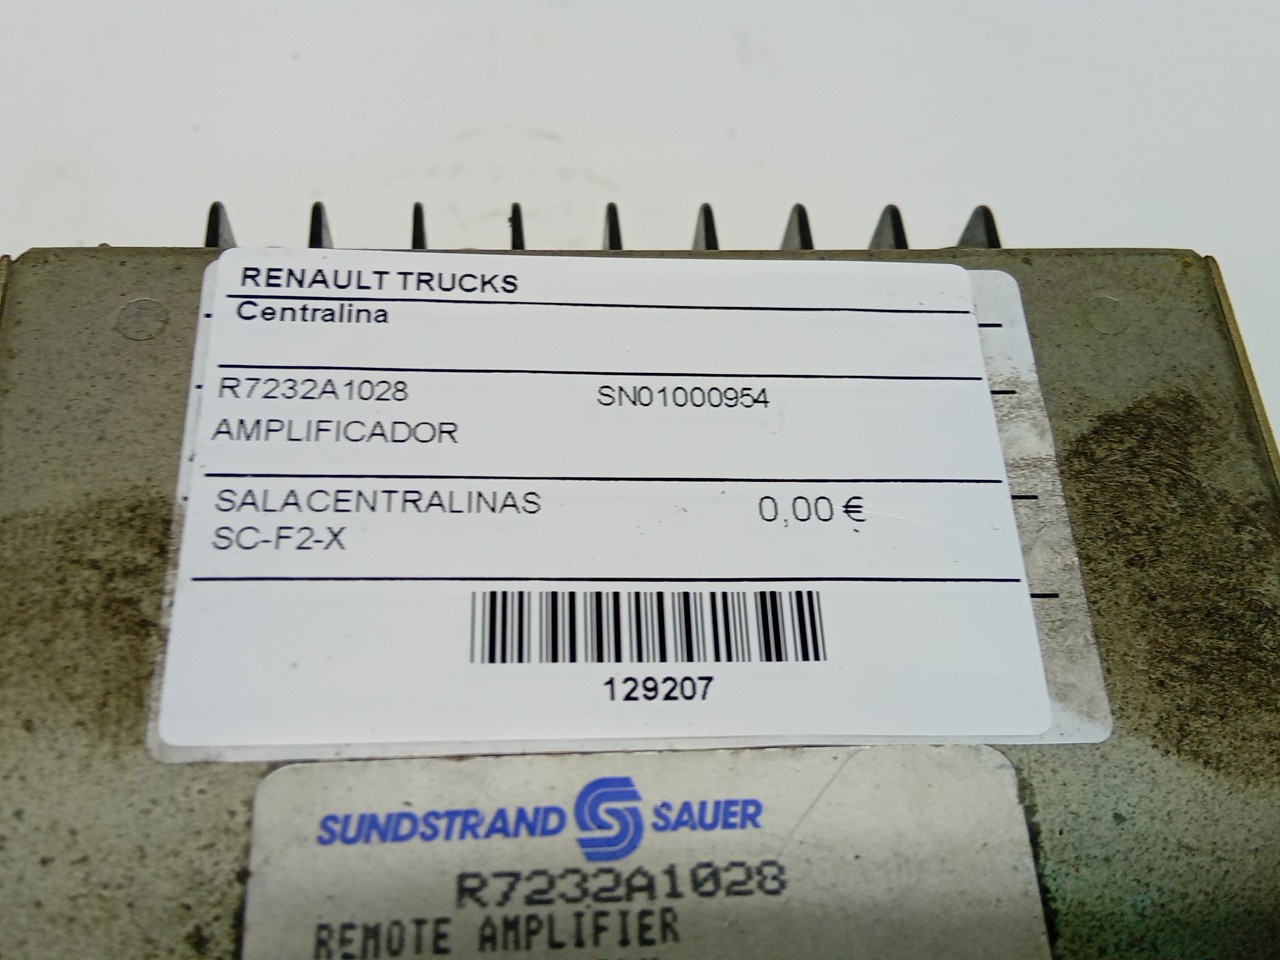 RENAULT TRUCKS
Centralina
R7232A1028 SN01000954
AMPLIFICADOR
SALACENTRALINAS 0,00 €
SC-F2-X
129207
SUNDSTRAND SAUER
R7232A1028
REMOTE AMPLIFIER